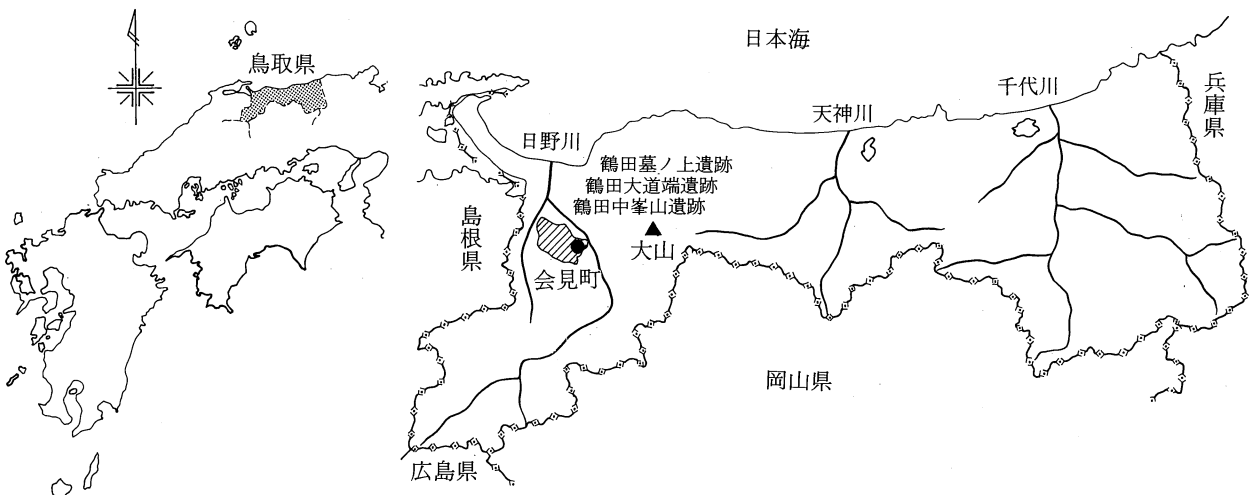 鳥取県
日本海
兵庫県
千代川
天神川
日野川
鶴田墓ノ上遺跡
鶴田大道端遺跡
鶴田中峯山遺跡
島根県
大山
会見町
岡山県
広島県